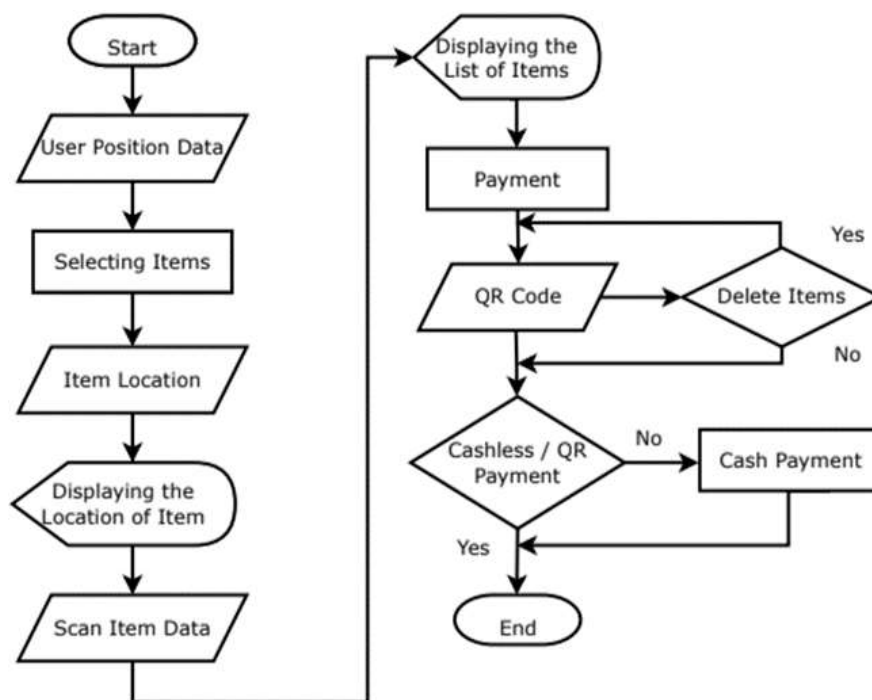 Start
User Position Data
Selecting Items
Item Location
Displaying the
Location of Item
Scan Item Data
Displaying the
List of Items
Payment
QR Code
Delete Items
Yes
No
Cashless / QR
Payment
No
Cash Payment
Yes
End